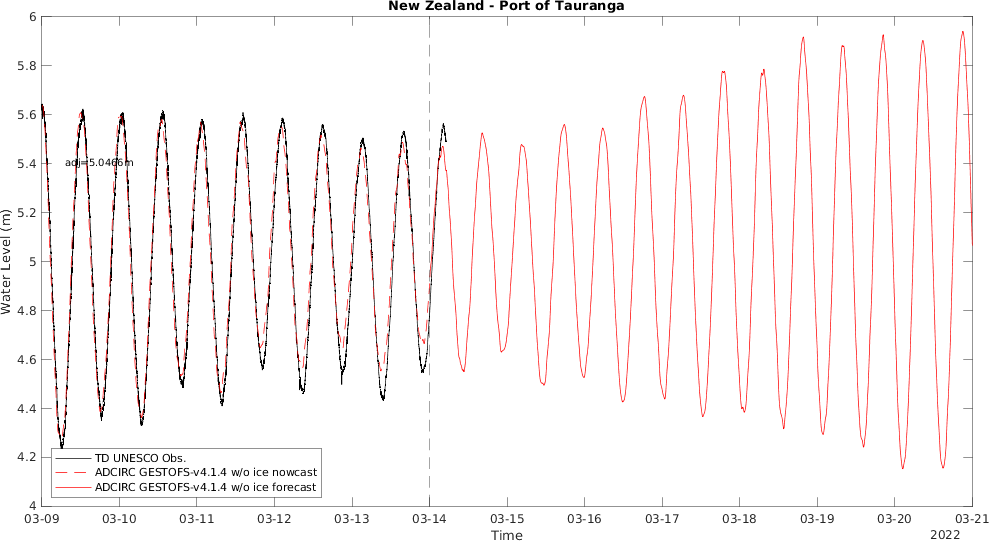 New Zealand - Port of Tauranga
6
5.8
5.6
5.4
5.2
5
4.8
4.6
4.4
4.2
4
Water Level (m)
adj=5.0466m
TD UNESCO Obs.
ADCIRC GESTOFS-v4.1.4 w/o ice nowcast
ADCIRC GESTOFS-v4.1.4 w/o ice forecast
03-09 03-10 03-11 03-12 03-13 03-14 03-15 03-16 03-17 03-18 03-19 03-20 03-21
Time
2022